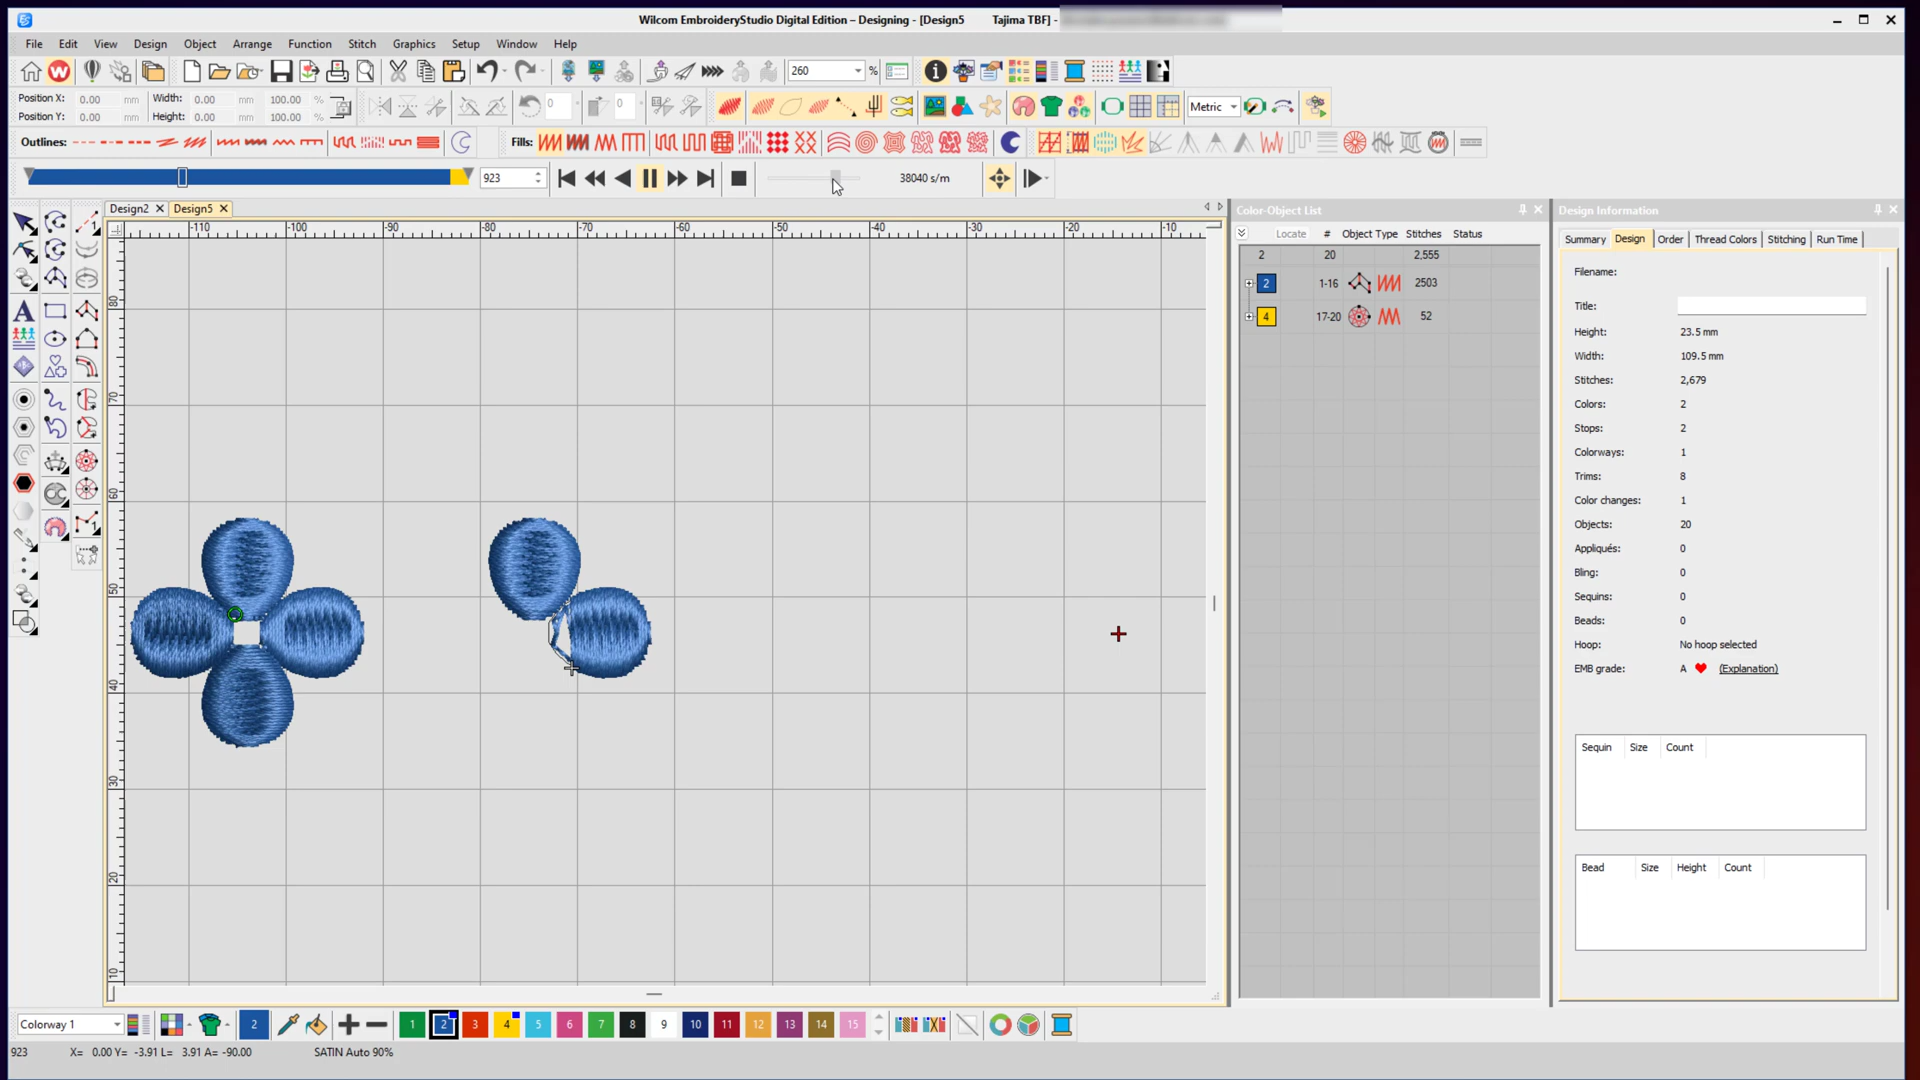 Wilcom EmbroideryStudio Digital Edition – Designing - [Design5 Tajima TBF] -
File Edit View Design Object Arrange Function Stitch Graphics Setup Window Help
260 %
Position X: 0.00 mm Width: 0.00 mm 100.00 %
Position Y: 0.00 mm Height: 0.00 mm 100.00 %
0 0 Metric
Outlines: Fills:
923 38040 s/m
Design2 Design5
-110 -100 -90 -80 -70 -60 -50 -40 -30 -20 -10
80
70
60
50
40
30
20
10
Color-Object List
Locate # Object Type Stitches Status
2 20 2,555
2 1-16 2503
4 17-20 52
Design Information
Summary Design Order Thread Colors Stitching Run Time
Filename:
Title:
Height: 23.5 mm
Width: 109.5 mm
Stitches: 2,679
Colors: 2
Stops: 2
Colorways: 1
Trims: 8
Color changes: 1
Objects: 20
Appliqués: 0
Bling: 0
Sequins: 0
Beads: 0
Hoop: No hoop selected
EMB grade: A (Explanation)
Sequin Size Count
Bead Size Height Count
Colorway 1 2 1 2 3 4 5 6 7 8 9 10 11 12 13 14 15
923 X= 0.00 Y= -3.91 L= 3.91 A= -90.00 SATIN Auto 90%